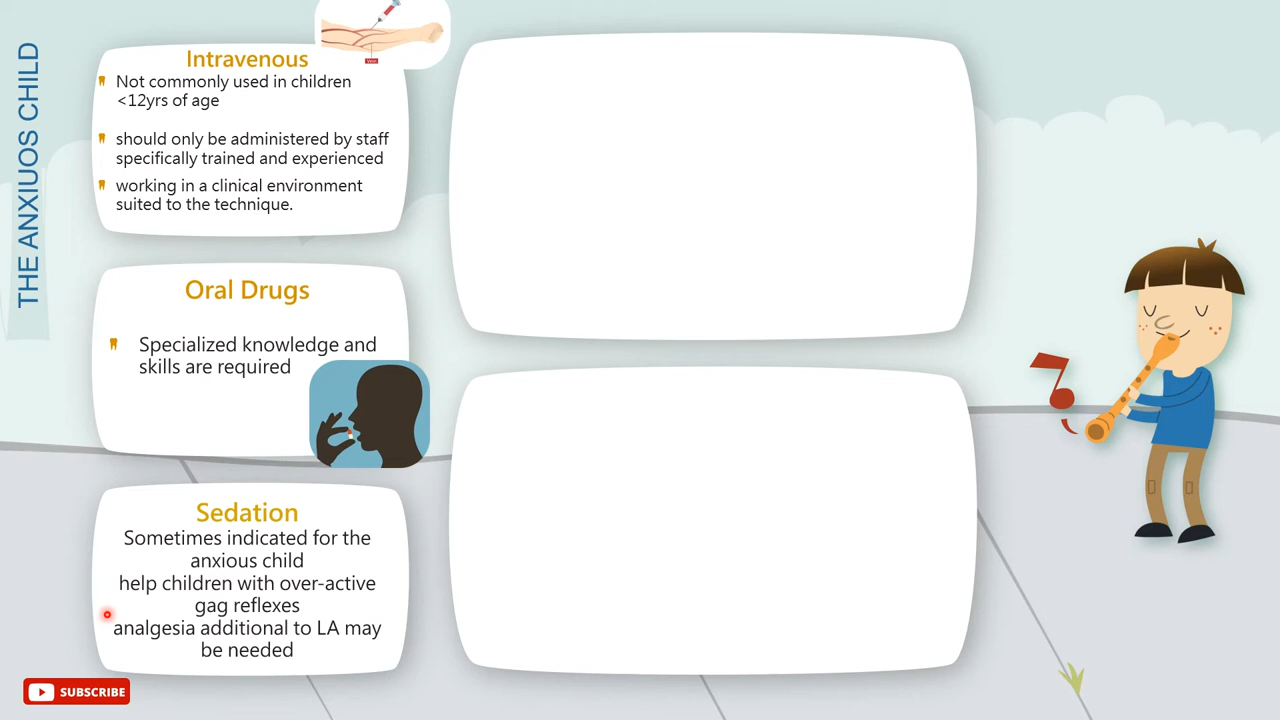 THE ANXIUOS CHILD
Intravenous
Not commonly used in children
<12yrs of age
should only be administered by staff
specifically trained and experienced
working in a clinical environment
suited to the technique.
Oral Drugs
Specialized knowledge and
skills are required
Sedation
Sometimes indicated for the
anxious child
help children with over-active
gag reflexes
analgesia additional to LA may
be needed
SUBSCRIBE